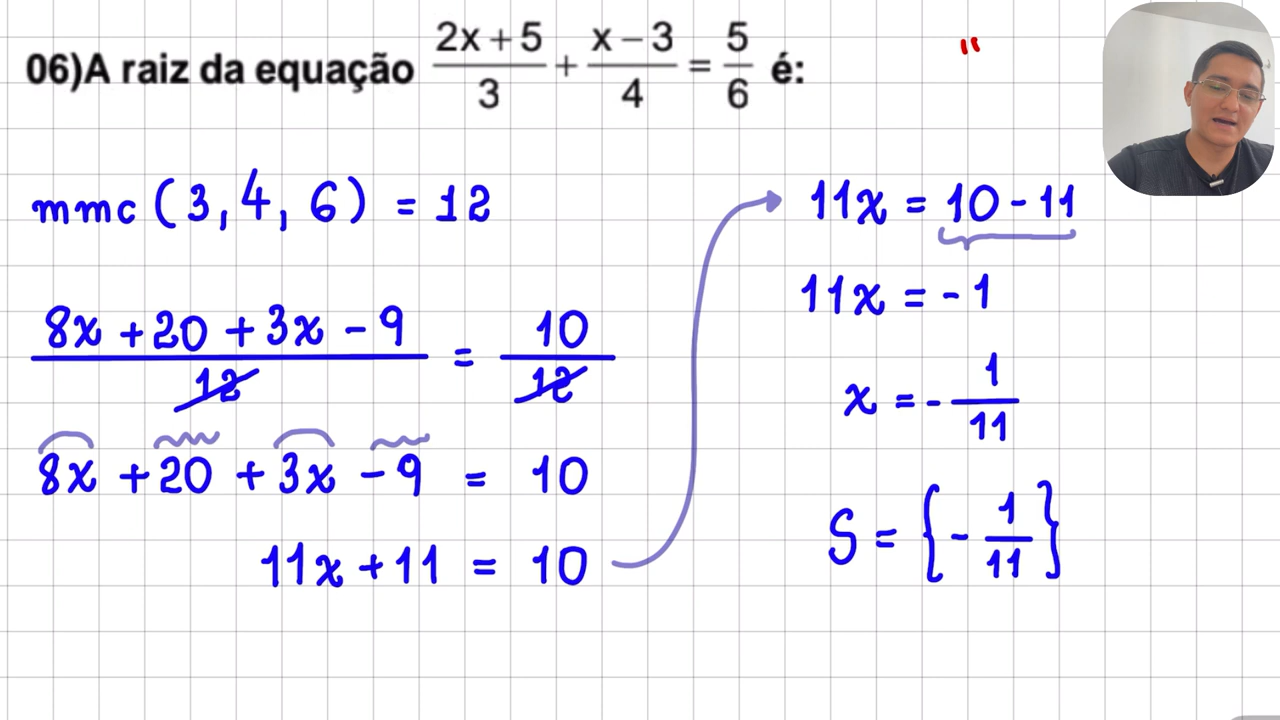 06)A raiz da equação (2x + 5)/3 + (x − 3)/4 = 5/6 é:
"
mmc (3, 4, 6) = 12
(8x + 20 + 3x - 9)/12 = 10/12
8x + 20 + 3x - 9 = 10
11x + 11 = 10
11x = 10 - 11
11x = - 1
x = - 1/11
S = { - 1/11 }